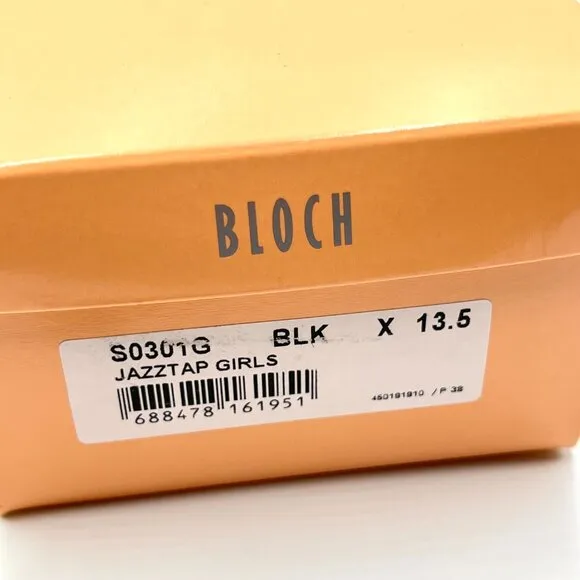 BLOCH
S0301G BLK X 13.5
JAZZTAP GIRLS
688478 161951
450191910 / P 38